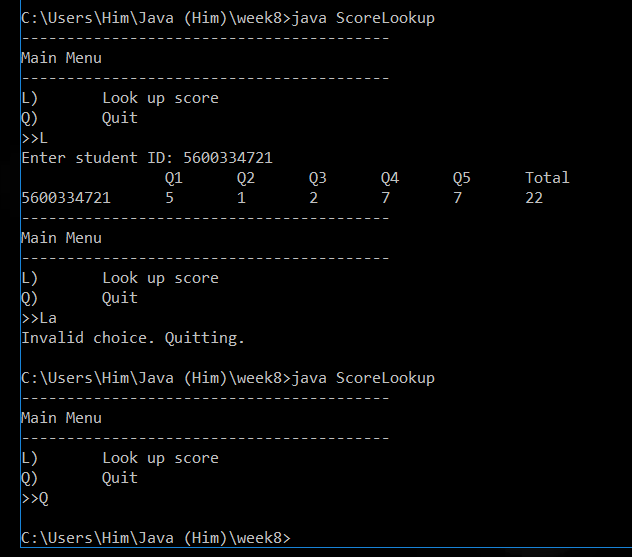 C:\Users\Him\Java (Him)\week8>java ScoreLookup
-----------------------------------------
Main Menu
-----------------------------------------
L)       Look up score
Q)       Quit
>>L
Enter student ID: 5600334721
                Q1      Q2      Q3      Q4      Q5      Total
5600334721      5       1       2       7       7       22
-----------------------------------------
Main Menu
-----------------------------------------
L)       Look up score
Q)       Quit
>>La
Invalid choice. Quitting.

C:\Users\Him\Java (Him)\week8>java ScoreLookup
-----------------------------------------
Main Menu
-----------------------------------------
L)       Look up score
Q)       Quit
>>Q

C:\Users\Him\Java (Him)\week8>